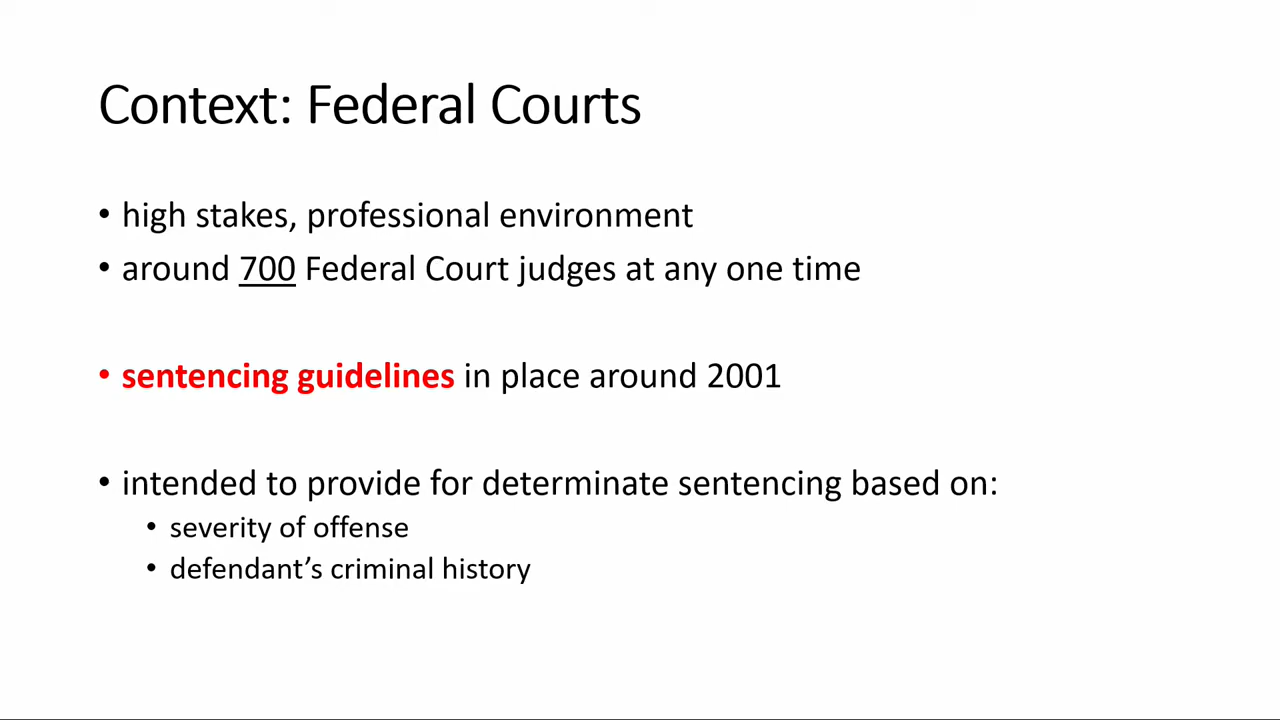 Context: Federal Courts
• high stakes, professional environment
• around 700 Federal Court judges at any one time
• sentencing guidelines in place around 2001
• intended to provide for determinate sentencing based on:
• severity of offense
• defendant’s criminal history